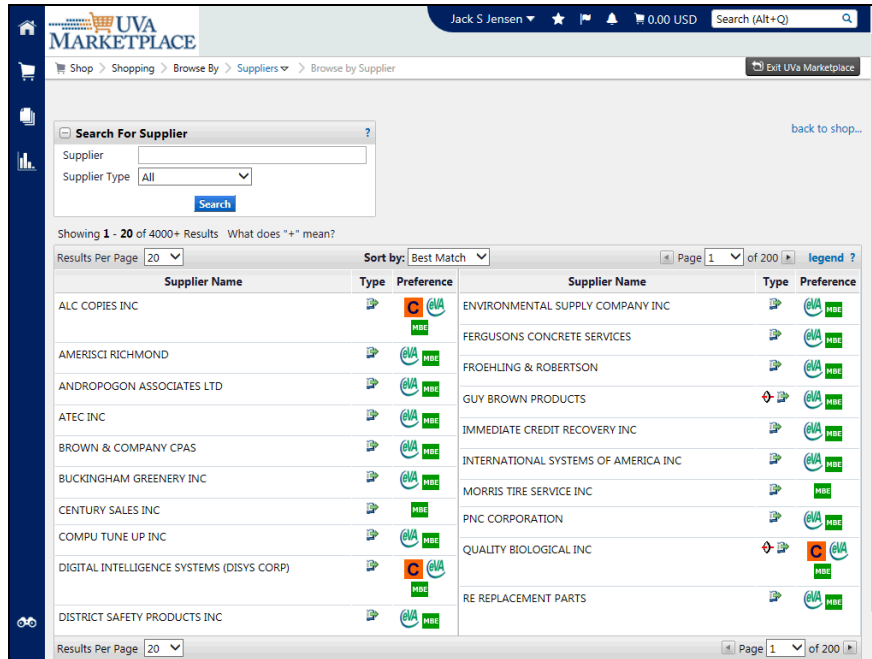 Jack S Jensen 0.00 USD Search (Alt+Q)
UVA
MARKETPLACE
Shop > Shopping > Browse By > Suppliers > Browse by Supplier Exit UVa Marketplace
back to shop...
Search For Supplier ?
Supplier
Supplier Type All
Search
Showing 1 - 20 of 4000+ Results What does "+" mean?
Results Per Page 20 Sort by: Best Match Page 1 of 200 legend ?
Supplier Name Type Preference
ALC COPIES INC C eVA MBE
AMERISCI RICHMOND eVA MBE
ANDROPOGON ASSOCIATES LTD eVA MBE
ATEC INC eVA MBE
BROWN & COMPANY CPAS eVA MBE
BUCKINGHAM GREENERY INC eVA MBE
CENTURY SALES INC MBE
COMPU TUNE UP INC eVA MBE
DIGITAL INTELLIGENCE SYSTEMS (DISYS CORP) C eVA MBE
DISTRICT SAFETY PRODUCTS INC eVA MBE
Supplier Name Type Preference
ENVIRONMENTAL SUPPLY COMPANY INC eVA MBE
FERGUSONS CONCRETE SERVICES eVA MBE
FROEHLING & ROBERTSON eVA MBE
GUY BROWN PRODUCTS eVA MBE
IMMEDIATE CREDIT RECOVERY INC eVA MBE
INTERNATIONAL SYSTEMS OF AMERICA INC eVA MBE
MORRIS TIRE SERVICE INC MBE
PNC CORPORATION eVA MBE
QUALITY BIOLOGICAL INC C eVA MBE
RE REPLACEMENT PARTS eVA MBE
Results Per Page 20 Page 1 of 200